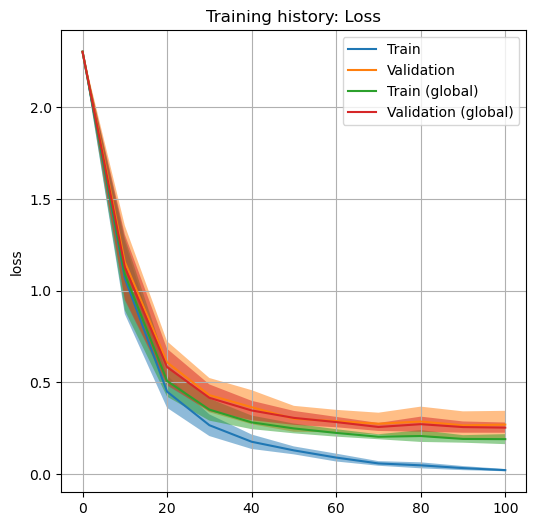 Training history: Loss
Train
Validation
Train (global)
Validation (global)
loss
2.0
1.5
1.0
0.5
0.0
0 20 40 60 80 100